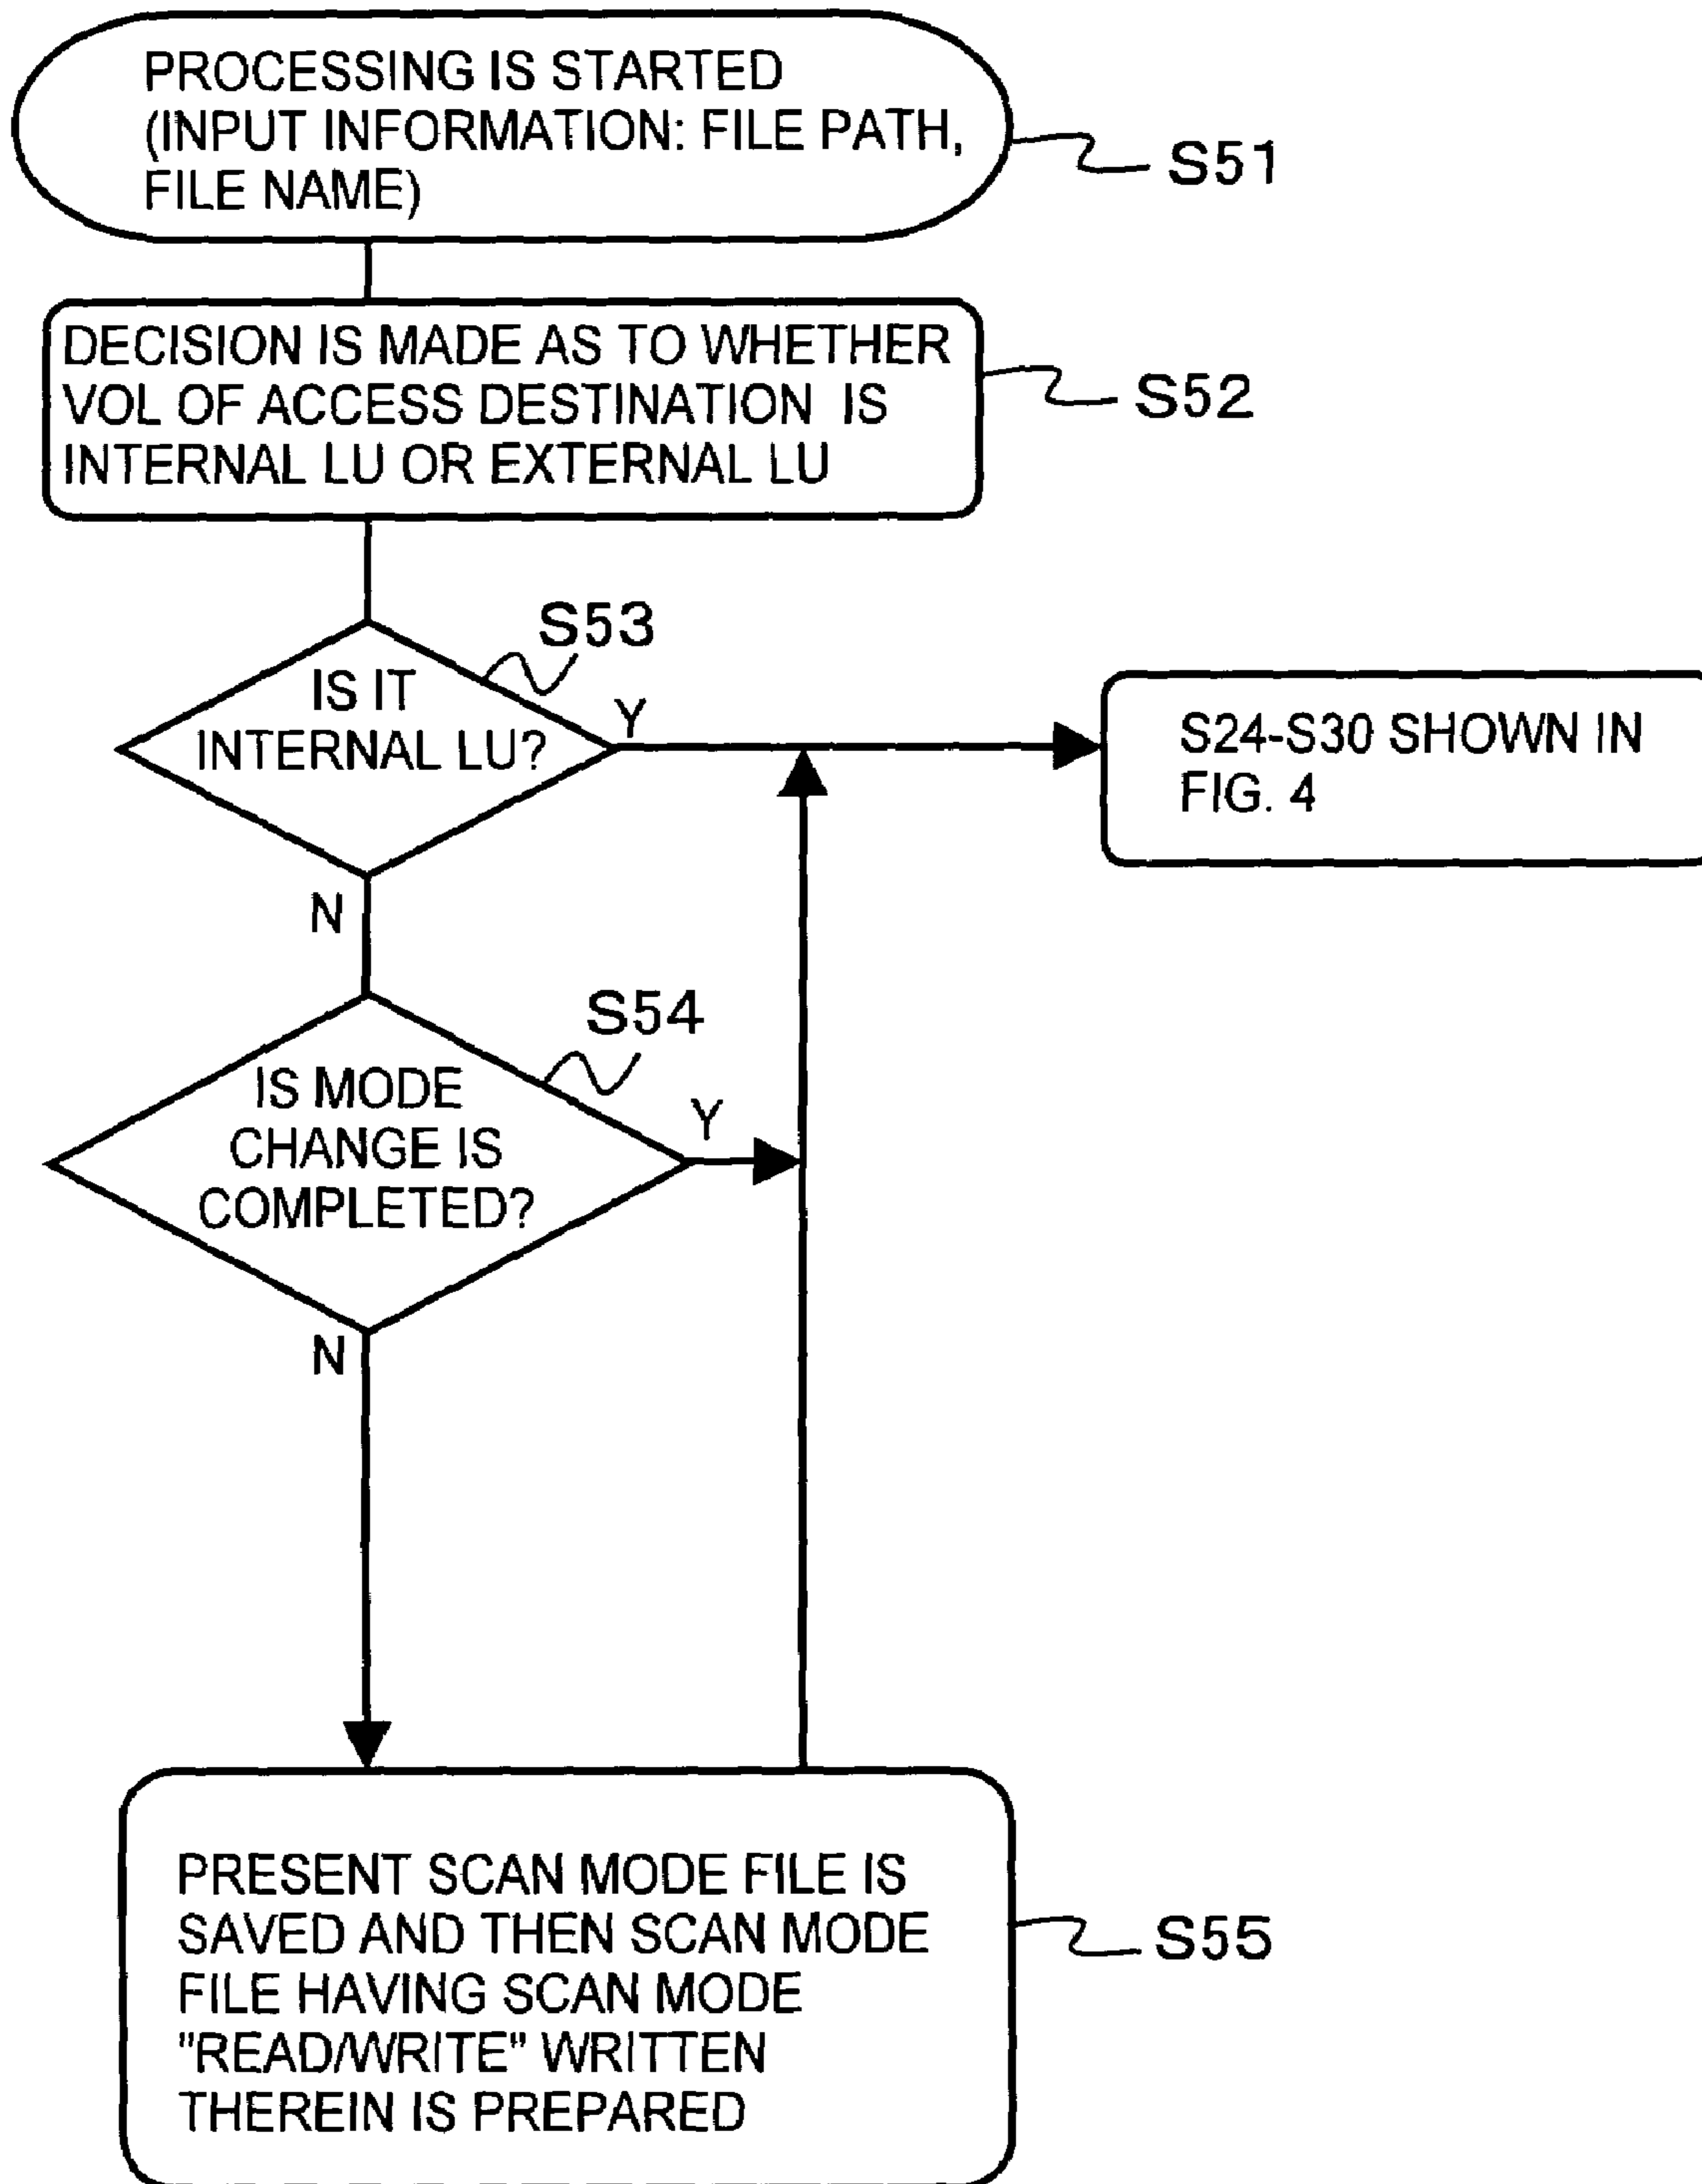 PROCESSING IS STARTED
(INPUT INFORMATION: FILE PATH,
FILE NAME)
S51
DECISION IS MADE AS TO WHETHER
VOL OF ACCESS DESTINATION IS
INTERNAL LU OR EXTERNAL LU
S52
S53
IS IT
INTERNAL LU?
Y
S24-S30 SHOWN IN
FIG. 4
N
S54
IS MODE
CHANGE IS
COMPLETED?
Y
N
PRESENT SCAN MODE FILE IS
SAVED AND THEN SCAN MODE
FILE HAVING SCAN MODE
"READ/WRITE" WRITTEN
THEREIN IS PREPARED
S55